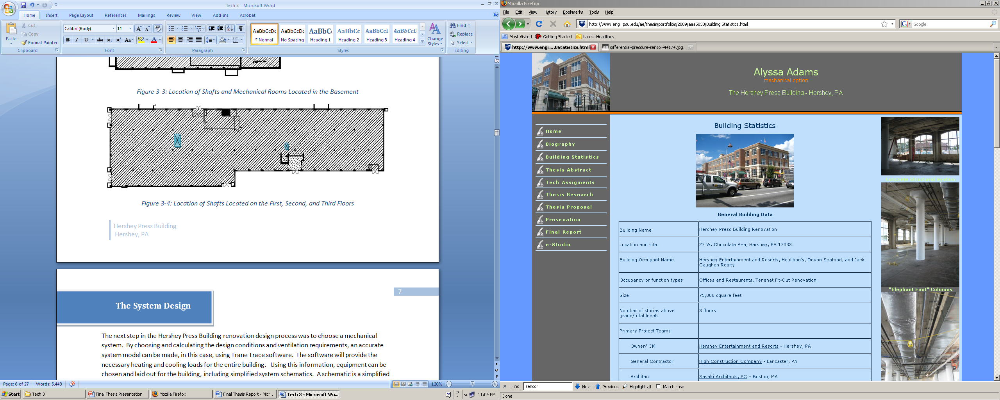 Tech 3 - Microsoft Word
Home Insert Page Layout References Mailings Review View Add-Ins Acrobat
Paste
Cut
Copy
Format Painter
Clipboard
Calibri (Body) 11
Font
Paragraph
AaBbCcDc AaBbCcDc AaBbC AaBbCc AaBbCcI AaBbCcD
¶ Normal No Spacing Heading 1 Heading 2 Heading 3 Heading 4
Change
Styles
Styles
Find
Replace
Select
Editing
Figure 3-3: Location of Shafts and Mechanical Rooms Located in the Basement
Figure 3-4: Location of Shafts Located on the First, Second, and Third Floors
Hershey Press Building
Hershey, PA
7
The System Design
The next step in the Hershey Press Building renovation design process was to choose a mechanical
system. By choosing and calculating the design conditions and ventilation requirements, an accurate
system model can be made, in this case, using Trane Trace software. The software will provide the
necessary heating and cooling loads for the entire building. Using this information, equipment can be
chosen and laid out for the building, including simplified system schematics. A schematic is a simplified
Page: 6 of 27 Words: 5,443 120%
Start Tech 3 Final Thesis Presentation Mozilla Firefox Final Thesis Report - Micr... Tech 3 - Microsoft Wo... 11:04 PM
Mozilla Firefox
File Edit View History Bookmarks Tools Help
http://www.engr.psu.edu/ae/thesis/portfolios/2009/aaa5030/Building Statistics.html
Google
Most Visited Getting Started Latest Headlines
http://www.engr....0Statistics.html differential-pressure-sensor-44174.jpg...
Alyssa Adams
mechanical option
The Hershey Press Building - Hershey, PA
Home
Biography
Building Statistics
Thesis Abstract
Tech Assigments
Thesis Research
Thesis Proposal
Presenation
Final Report
e-Studio
Building Statistics
General Building Data
Building Name Hershey Press Building Renovation
Location and site 27 W. Chocolate Ave, Hershey, PA 17033
Building Occupant Name Hershey Entertainment and Resorts, Houlihan's, Devon Seafood, and Jack
Gaughen Realty
Occupancy or function types Offices and Restaurants, Tenanat Fit-Out Renovation
Size 75,000 square feet
Number of stories above 3 floors
grade/total levels
Primary Project Teams
Owner/ CM Hershey Entertainment and Resorts - Hershey, PA
General Contractor High Construction Company - Lancaster, PA
Architect Sasaki Architects, PC – Boston, MA
Concrete Structural System
"Elephant Foot" Columns
Find: sensor Next Previous Highlight all Match case
Done